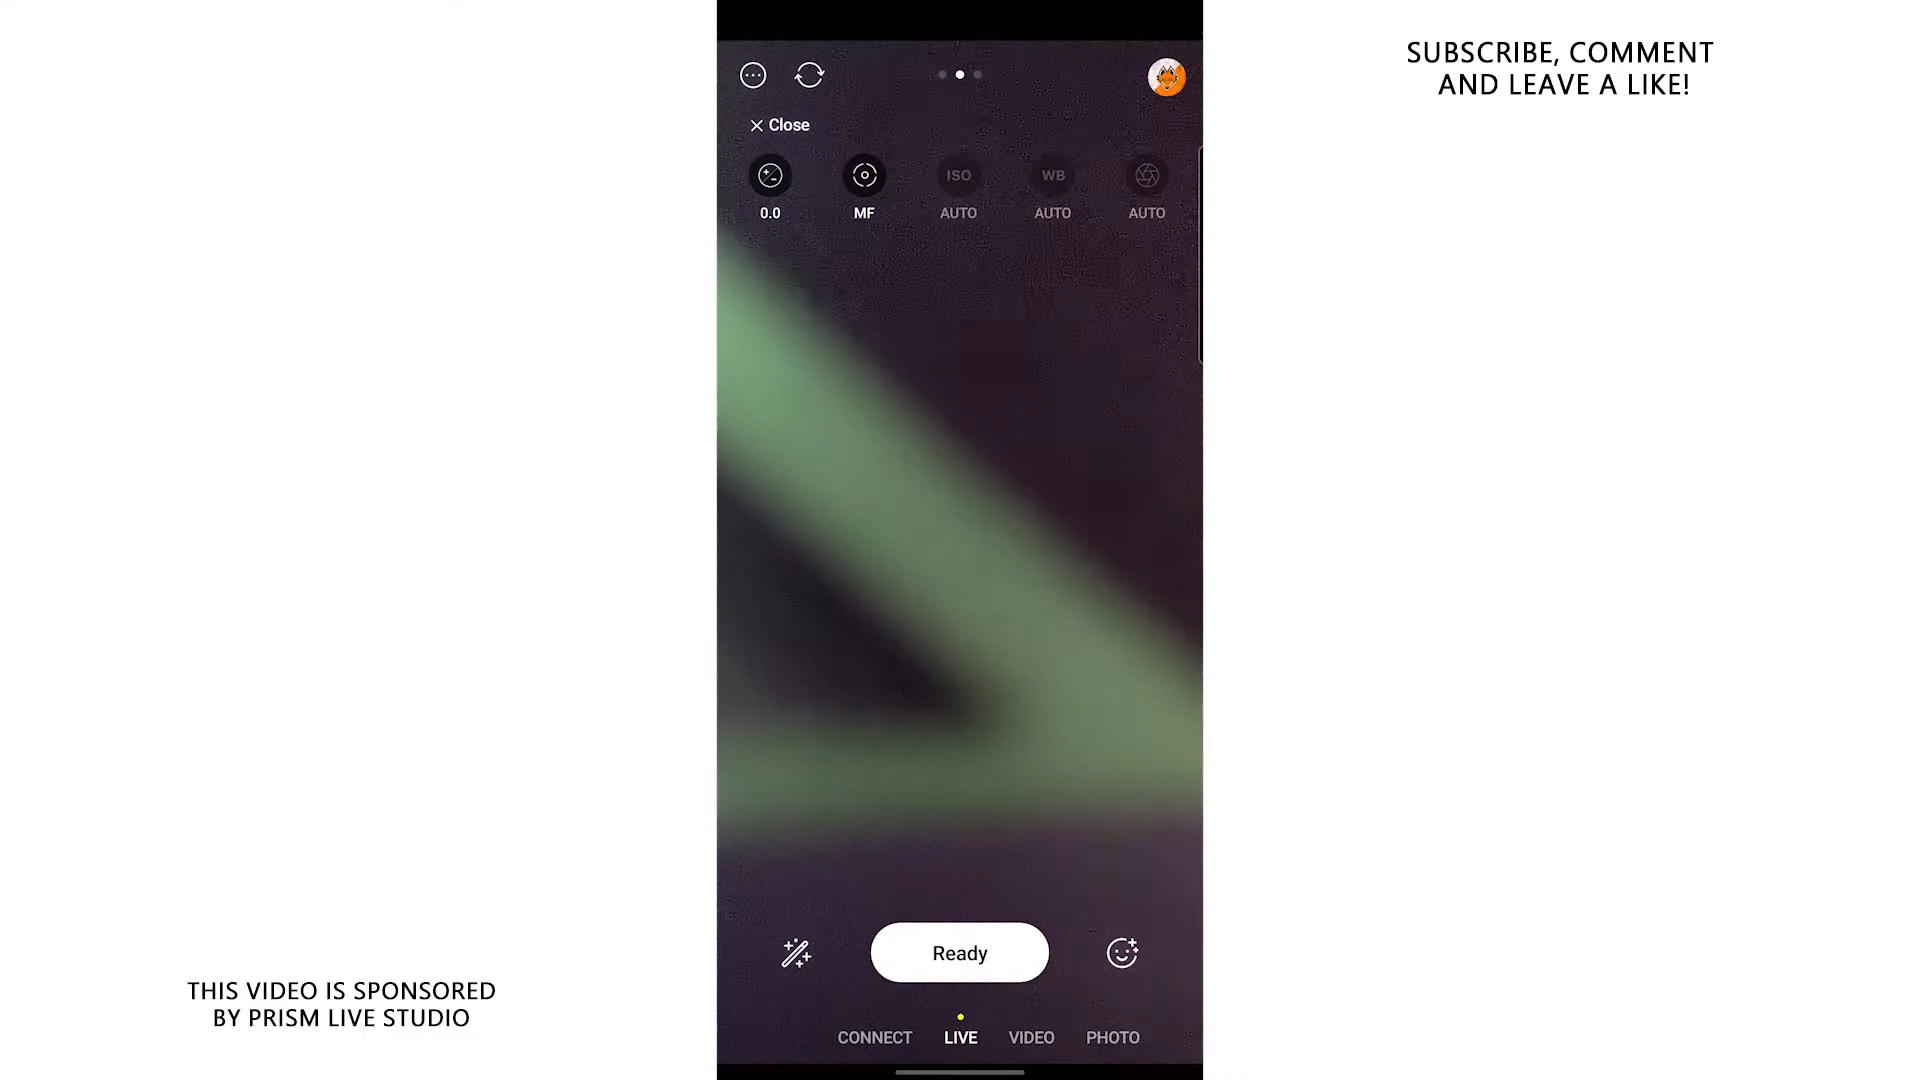 SUBSCRIBE, COMMENT
AND LEAVE A LIKE!
Close
ISO
WB
0.0
MF
AUTO
AUTO
AUTO
Ready
THIS VIDEO IS SPONSORED
BY PRISM LIVE STUDIO
CONNECT
LIVE
VIDEO
PHOTO